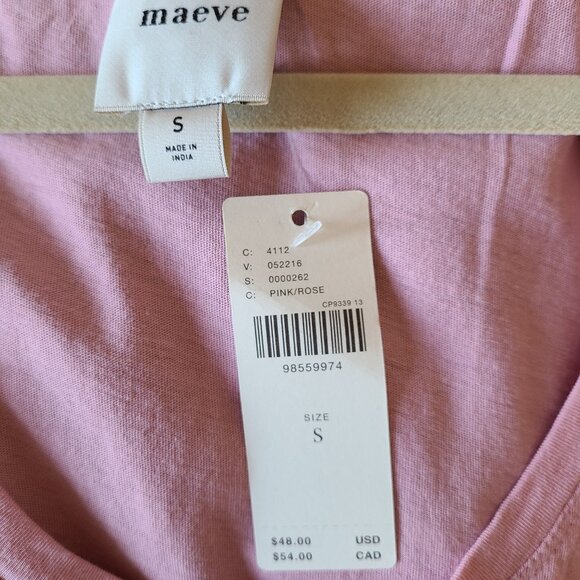 maeve
S
MADE IN
INDIA
C: 4112
V: 052216
S: 0000262
C: PINK/ROSE
CP9339 13
98559974
SIZE
S
$48.00 USD
$54.00 CAD